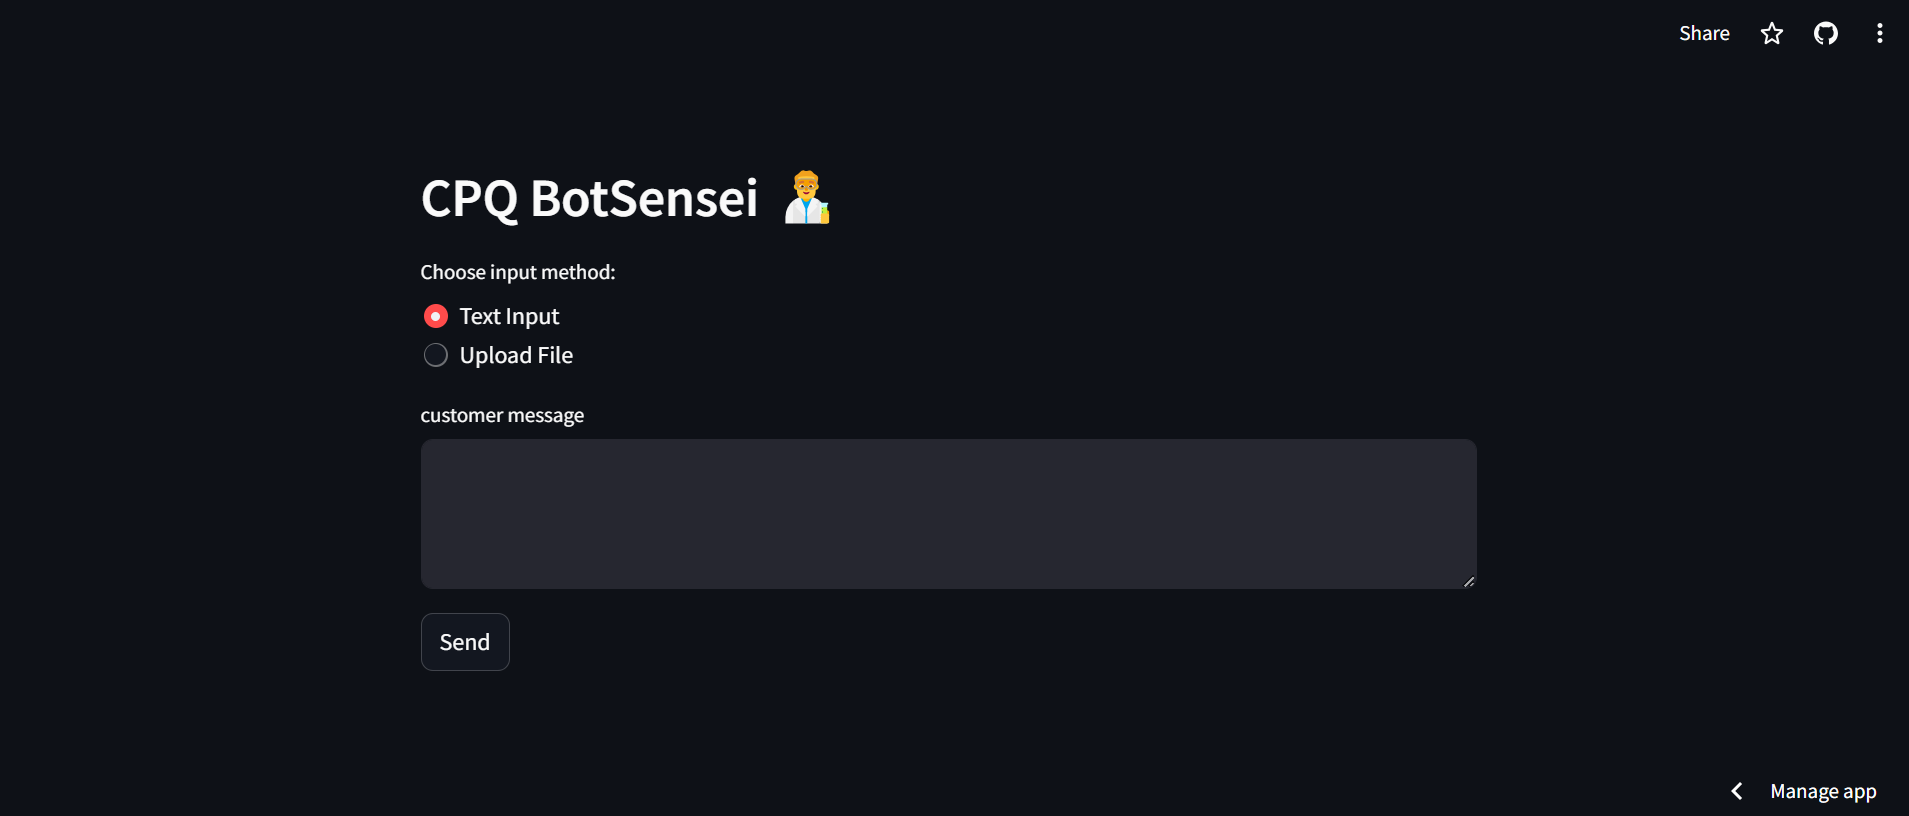 Share
CPQ BotSensei
Choose input method:
Text Input
Upload File
customer message
Send
Manage app